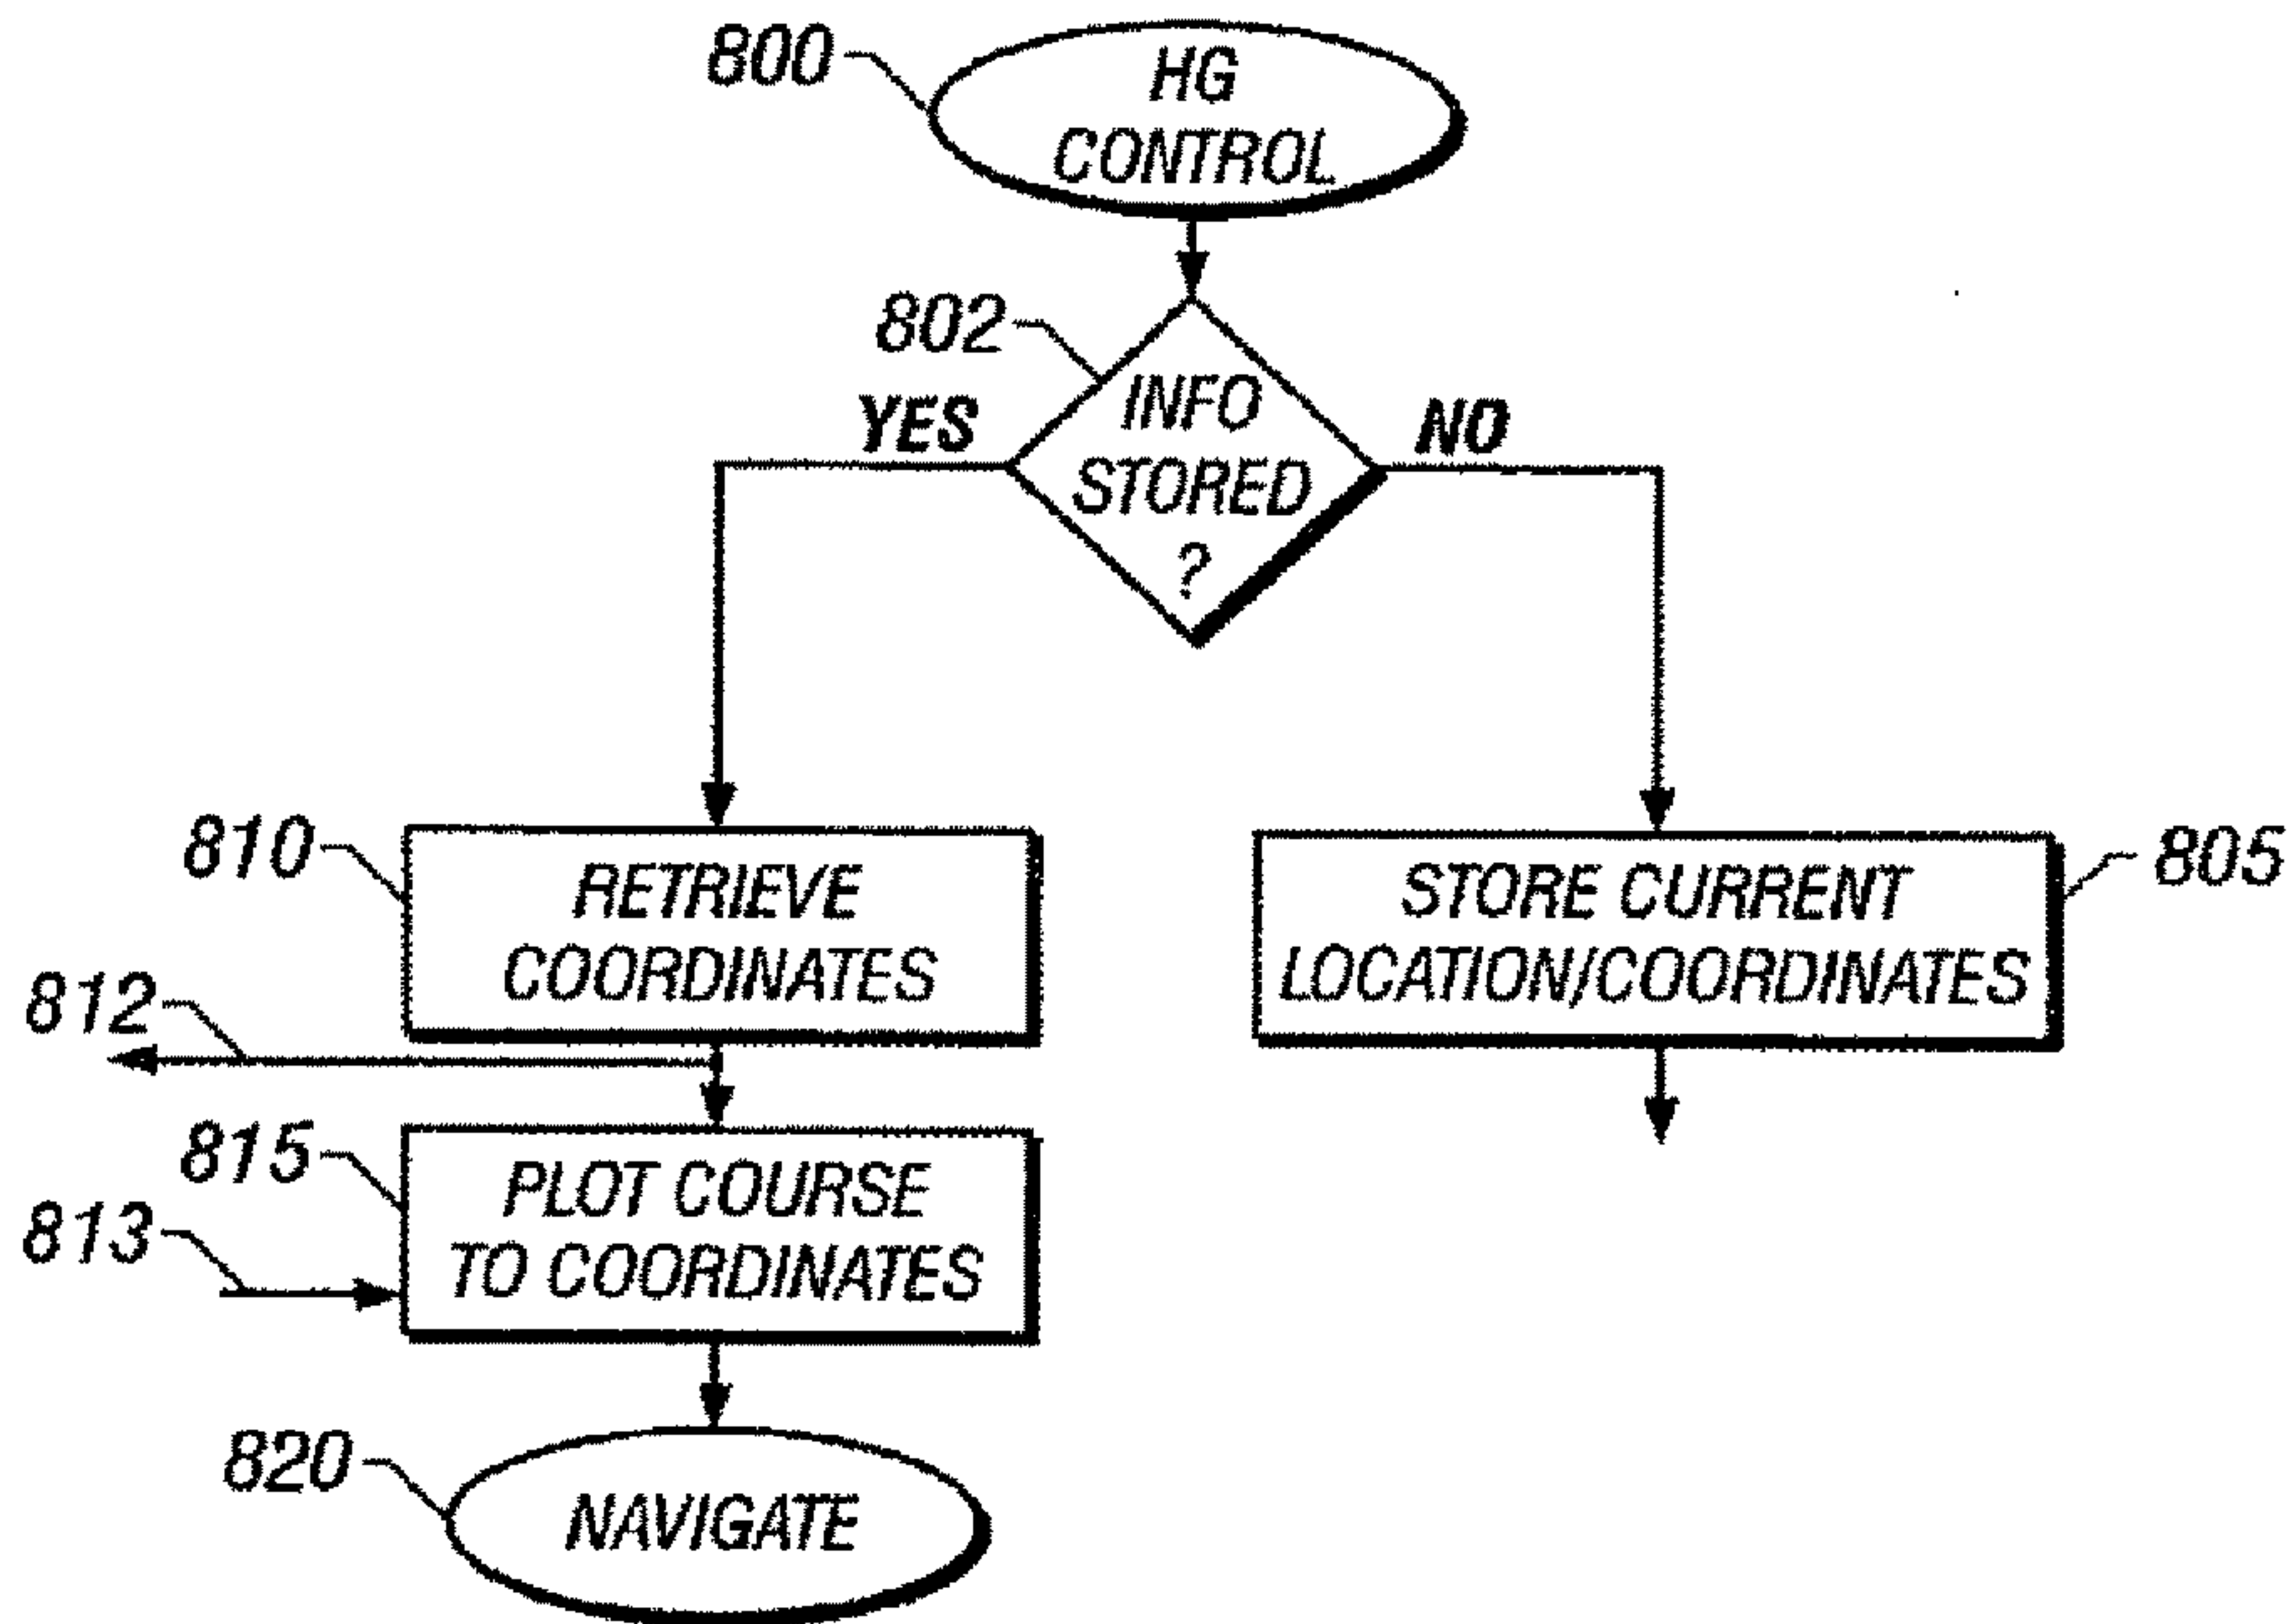 800
HG
CONTROL
802
YES
INFO
STORED
?
NO
810
RETRIEVE
COORDINATES
STORE CURRENT
LOCATION/COORDINATES
805
812
815
PLOT COURSE
TO COORDINATES
813
820
NAVIGATE